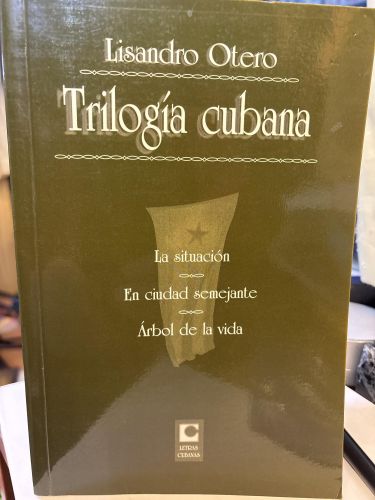 Lisandro Otero
Trilogía cubana
La situación
En ciudad semejante
Árbol de la vida
LETRAS
CUBANAS